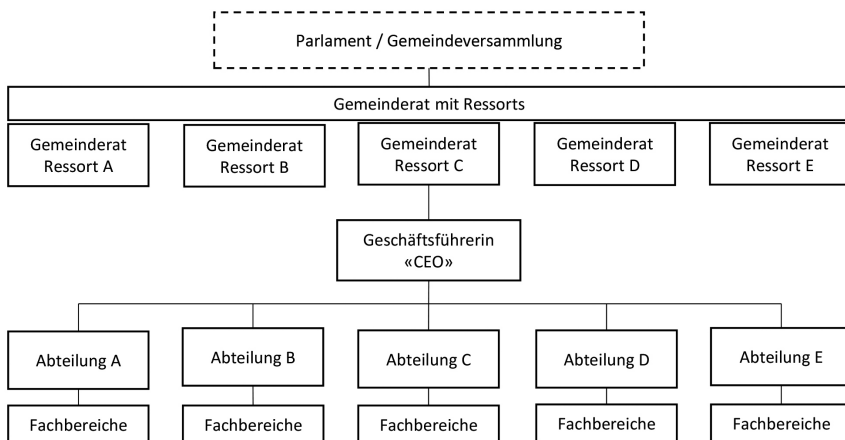 Parlament / Gemeindeversammlung
Gemeinderat mit Ressorts
Gemeinderat
Ressort A
Gemeinderat
Ressort B
Gemeinderat
Ressort C
Gemeinderat
Ressort D
Gemeinderat
Ressort E
Geschäftsführerin
«CEO»
Abteilung A
Abteilung B
Abteilung C
Abteilung D
Abteilung E
Fachbereiche
Fachbereiche
Fachbereiche
Fachbereiche
Fachbereiche